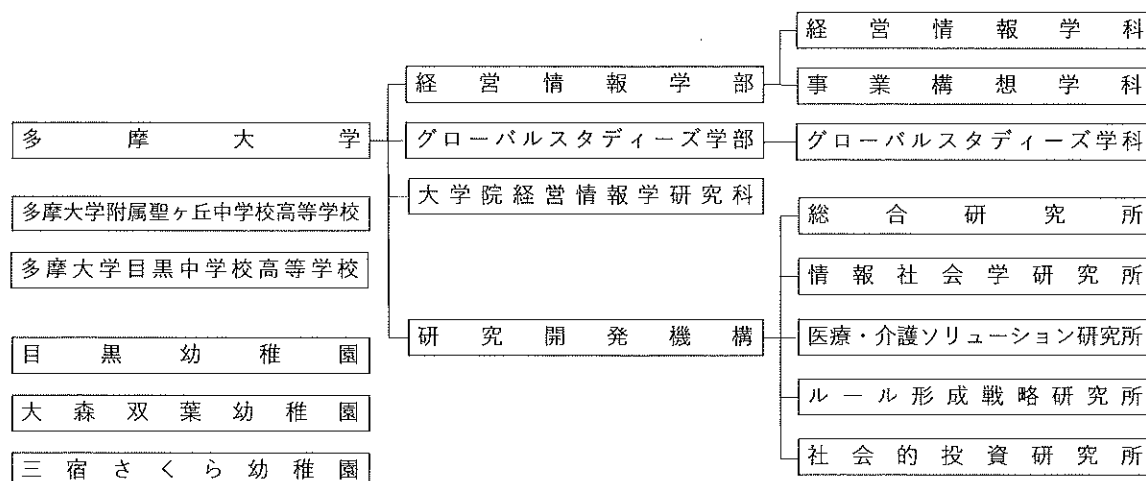 経営情報学科
経営情報学部
事業構想学科
多摩大学
グローバルスタディーズ学部
グローバルスタディーズ学科
大学院経営情報学研究科
多摩大学附属聖ヶ丘中学校高等学校
総合研究所
多摩大学目黒中学校高等学校
情報社会学研究所
研究開発機構
医療・介護ソリューション研究所
目黒幼稚園
ルール形成戦略研究所
大森双葉幼稚園
社会的投資研究所
三宿さくら幼稚園